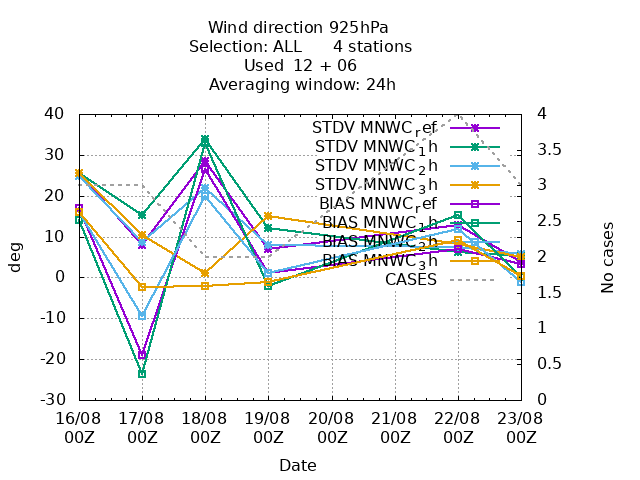 Wind direction 925hPa
Selection: ALL 4 stations
Used 12 + 06
Averaging window: 24h
40 4
STDV MNWC_ref
3.5
STDV MNWC_1h
30
STDV MNWC_2h
3
STDV MNWC_3h
20
BIAS MNWC_ref
2.5
BIAS MNWC_1h
10
BIAS MNWC_2h
2
BIAS MNWC_3h
0
CASES
1.5
-10
1
-20
0.5
-30 0
deg
No cases
16/08 17/08 18/08 19/08 20/08 21/08 22/08 23/08
00Z 00Z 00Z 00Z 00Z 00Z 00Z 00Z
Date